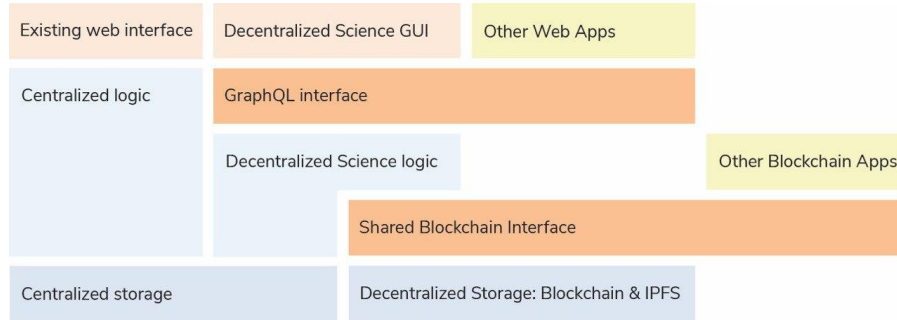 Existing web interface
Decentralized Science GUI
Other Web Apps
Centralized logic
GraphQL interface
Decentralized Science logic
Other Blockchain Apps
Shared Blockchain Interface
Centralized storage
Decentralized Storage: Blockchain & IPFS